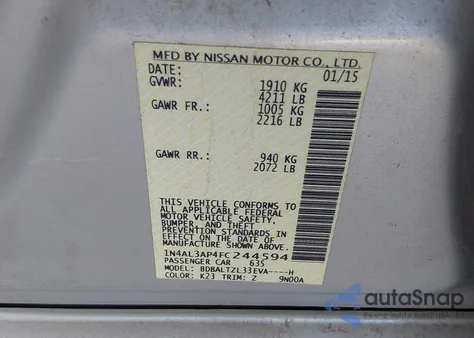 MFD BY NISSAN MOTOR CO., LTD.
DATE: 01/15
GVWR: 1910 KG
4211 LB
GAWR FR.: 1005 KG
2216 LB
GAWR RR.: 940 KG
2072 LB
THIS VEHICLE CONFORMS TO
ALL APPLICABLE FEDERAL
MOTOR VEHICLE SAFETY,
BUMPER, AND THEFT
PREVENTION STANDARDS IN
EFFECT ON THE DATE OF
MANUFACTURE SHOWN ABOVE.
1N4AL3AP4FC244594
PASSENGER CAR 635
MODEL: BDBALTZL33EVA----H
COLOR: K23 TRIM: Z 9N00A
autoSnap